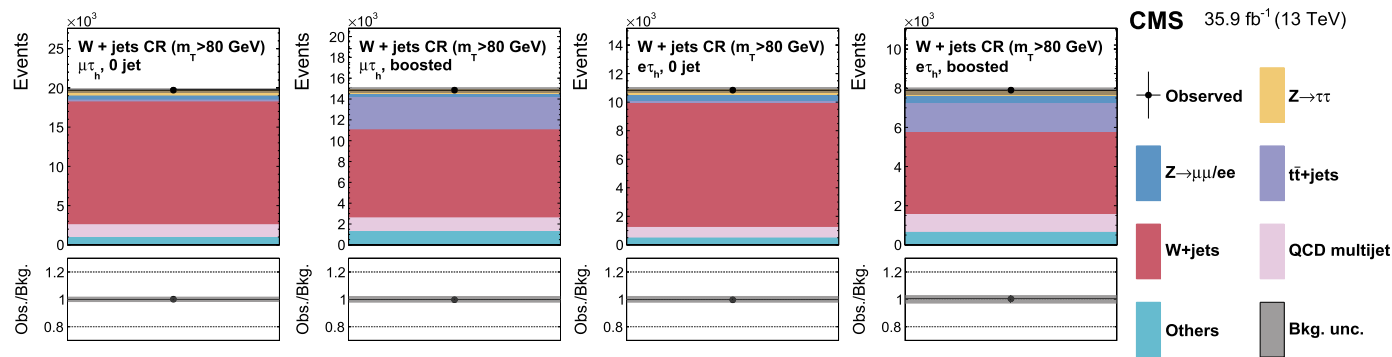 ×10³
Events
W + jets CR (m_T>80 GeV)
μτ_h, 0 jet
25
20
15
10
5
0
Obs./Bkg.
1.2
1
0.8
×10³
Events
W + jets CR (m_T>80 GeV)
μτ_h, boosted
20
18
16
14
12
10
8
6
4
2
0
Obs./Bkg.
1.2
1
0.8
×10³
Events
W + jets CR (m_T>80 GeV)
eτ_h, 0 jet
14
12
10
8
6
4
2
0
Obs./Bkg.
1.2
1
0.8
×10³
Events
W + jets CR (m_T>80 GeV)
eτ_h, boosted
10
8
6
4
2
0
Obs./Bkg.
1.2
1
0.8
CMS 35.9 fb⁻¹ (13 TeV)
Observed
Z→ττ
Z→μμ/ee
tt̄+jets
W+jets
QCD multijet
Others
Bkg. unc.